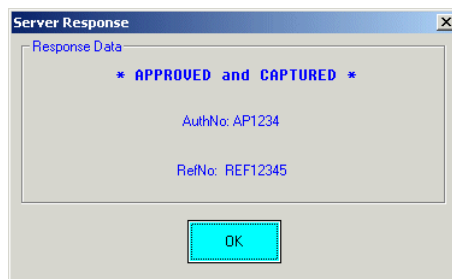 Server Response
Response Data
* APPROVED and CAPTURED *
AuthNo: AP1234
RefNo: REF12345
OK